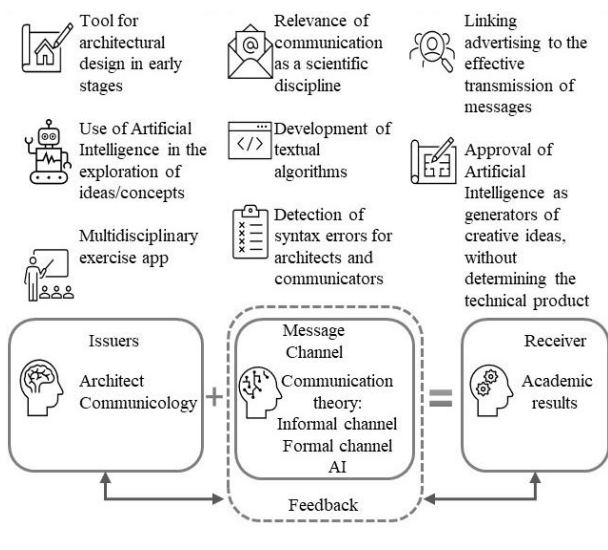 Tool for
architectural
design in early
stages
Use of Artificial
Intelligence in the
exploration of
ideas/concepts
Multidisciplinary
exercise app
Relevance of
communication
as a scientific
discipline
Development of
textual
algorithms
Detection of
syntax errors for
architects and
communicators
Linking
advertising to the
effective
transmission of
messages
Approval of
Artificial
Intelligence as
generators of
creative ideas,
without
determining the
technical product
Issuers
Architect
Communicology
+
Message
Channel
Communication
theory:
Informal channel
Formal channel
AI
=
Receiver
Academic
results
Feedback